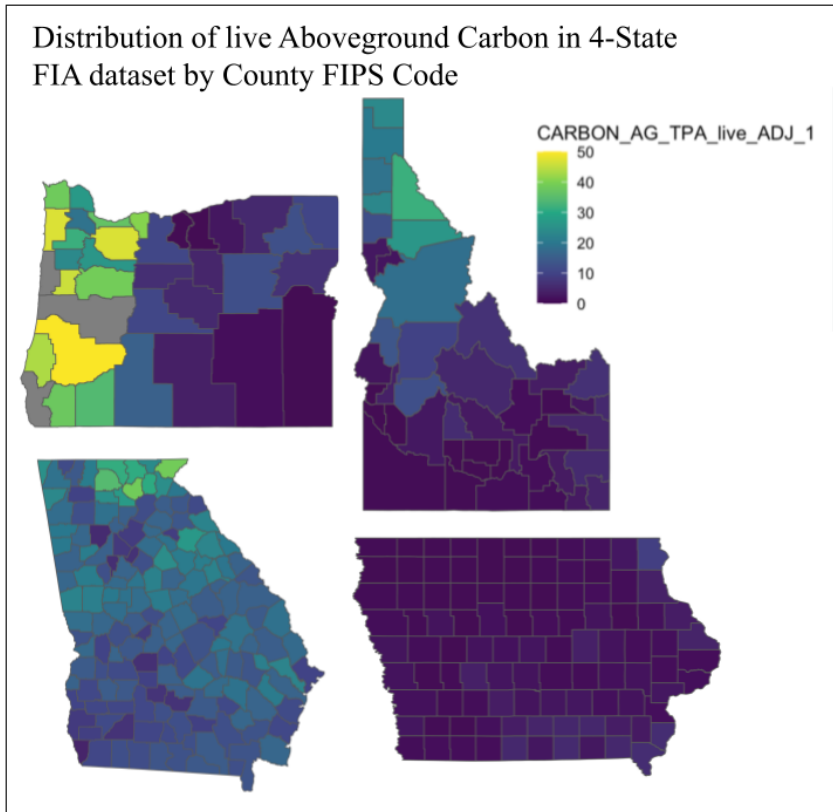 Distribution of live Aboveground Carbon in 4-State
FIA dataset by County FIPS Code
CARBON_AG_TPA_live_ADJ_1
50
40
30
20
10
0